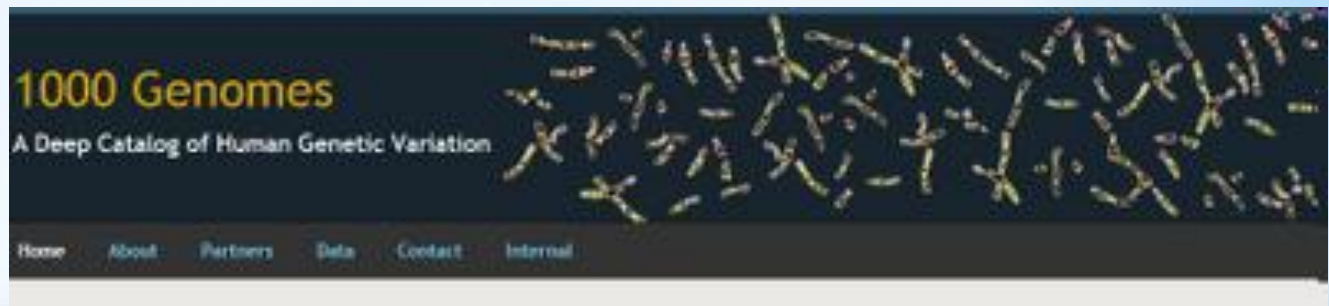 1000 Genomes
A Deep Catalog of Human Genetic Variation
Home About Partners Data Contact Internal